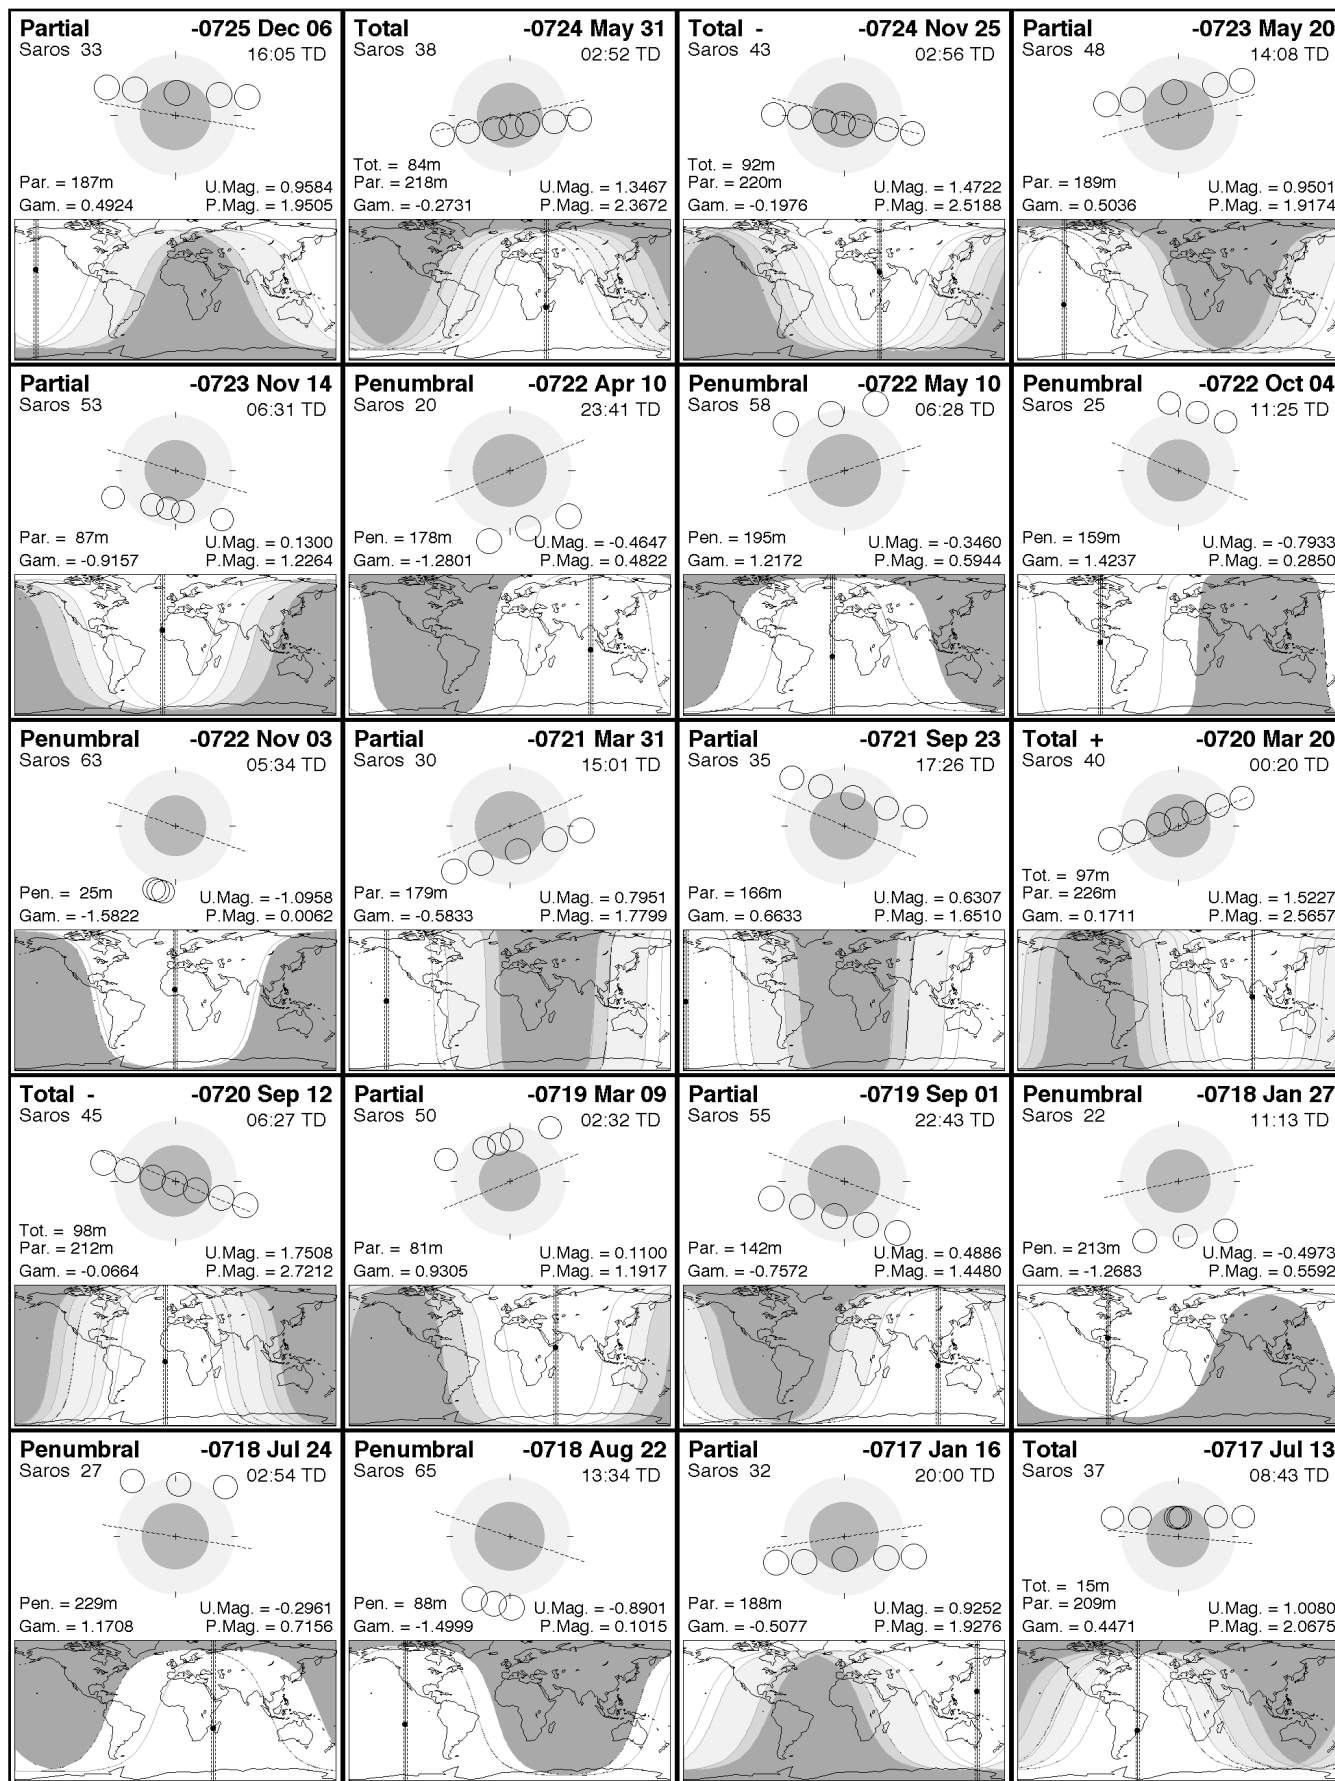 Partial -0725 Dec 06
Saros 33 16:05 TD
Par. = 187m U.Mag. = 0.9584
Gam. = 0.4924 P.Mag. = 1.9505
Total -0724 May 31
Saros 38 02:52 TD
Tot. = 84m
Par. = 218m U.Mag. = 1.3467
Gam. = -0.2731 P.Mag. = 2.3672
Total - -0724 Nov 25
Saros 43 02:56 TD
Tot. = 92m
Par. = 220m U.Mag. = 1.4722
Gam. = -0.1976 P.Mag. = 2.5188
Partial -0723 May 20
Saros 48 14:08 TD
Par. = 189m U.Mag. = 0.9501
Gam. = 0.5036 P.Mag. = 1.9174
Partial -0723 Nov 14
Saros 53 06:31 TD
Par. = 87m U.Mag. = 0.1300
Gam. = -0.9157 P.Mag. = 1.2264
Penumbral -0722 Apr 10
Saros 20 23:41 TD
Pen. = 178m U.Mag. = -0.4647
Gam. = -1.2801 P.Mag. = 0.4822
Penumbral -0722 May 10
Saros 58 06:28 TD
Pen. = 195m U.Mag. = -0.3460
Gam. = 1.2172 P.Mag. = 0.5944
Penumbral -0722 Oct 04
Saros 25 11:25 TD
Pen. = 159m U.Mag. = -0.7933
Gam. = 1.4237 P.Mag. = 0.2850
Penumbral -0722 Nov 03
Saros 63 05:34 TD
Pen. = 25m U.Mag. = -1.0958
Gam. = -1.5822 P.Mag. = 0.0062
Partial -0721 Mar 31
Saros 30 15:01 TD
Par. = 179m U.Mag. = 0.7951
Gam. = -0.5833 P.Mag. = 1.7799
Partial -0721 Sep 23
Saros 35 17:26 TD
Par. = 166m U.Mag. = 0.6307
Gam. = 0.6633 P.Mag. = 1.6510
Total + -0720 Mar 20
Saros 40 00:20 TD
Tot. = 97m
Par. = 226m U.Mag. = 1.5227
Gam. = 0.1711 P.Mag. = 2.5657
Total - -0720 Sep 12
Saros 45 06:27 TD
Tot. = 98m
Par. = 212m U.Mag. = 1.7508
Gam. = -0.0664 P.Mag. = 2.7212
Partial -0719 Mar 09
Saros 50 02:32 TD
Par. = 81m U.Mag. = 0.1100
Gam. = 0.9305 P.Mag. = 1.1917
Partial -0719 Sep 01
Saros 55 22:43 TD
Par. = 142m U.Mag. = 0.4886
Gam. = -0.7572 P.Mag. = 1.4480
Penumbral -0718 Jan 27
Saros 22 11:13 TD
Pen. = 213m U.Mag. = -0.4973
Gam. = -1.2683 P.Mag. = 0.5592
Penumbral -0718 Jul 24
Saros 27 02:54 TD
Pen. = 229m U.Mag. = -0.2961
Gam. = 1.1708 P.Mag. = 0.7156
Penumbral -0718 Aug 22
Saros 65 13:34 TD
Pen. = 88m U.Mag. = -0.8901
Gam. = -1.4999 P.Mag. = 0.1015
Partial -0717 Jan 16
Saros 32 20:00 TD
Par. = 188m U.Mag. = 0.9252
Gam. = -0.5077 P.Mag. = 1.9276
Total -0717 Jul 13
Saros 37 08:43 TD
Tot. = 15m
Par. = 209m U.Mag. = 1.0080
Gam. = 0.4471 P.Mag. = 2.0675